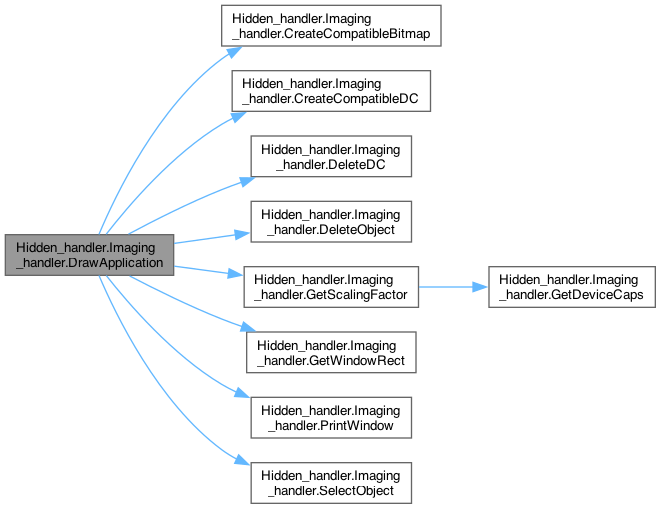 Hidden_handler.Imaging
_handler.CreateCompatibleBitmap
Hidden_handler.Imaging
_handler.CreateCompatibleDC
Hidden_handler.Imaging
_handler.DeleteDC
Hidden_handler.Imaging
_handler.DeleteObject
Hidden_handler.Imaging
_handler.DrawApplication
Hidden_handler.Imaging
_handler.GetScalingFactor
Hidden_handler.Imaging
_handler.GetDeviceCaps
Hidden_handler.Imaging
_handler.GetWindowRect
Hidden_handler.Imaging
_handler.PrintWindow
Hidden_handler.Imaging
_handler.SelectObject